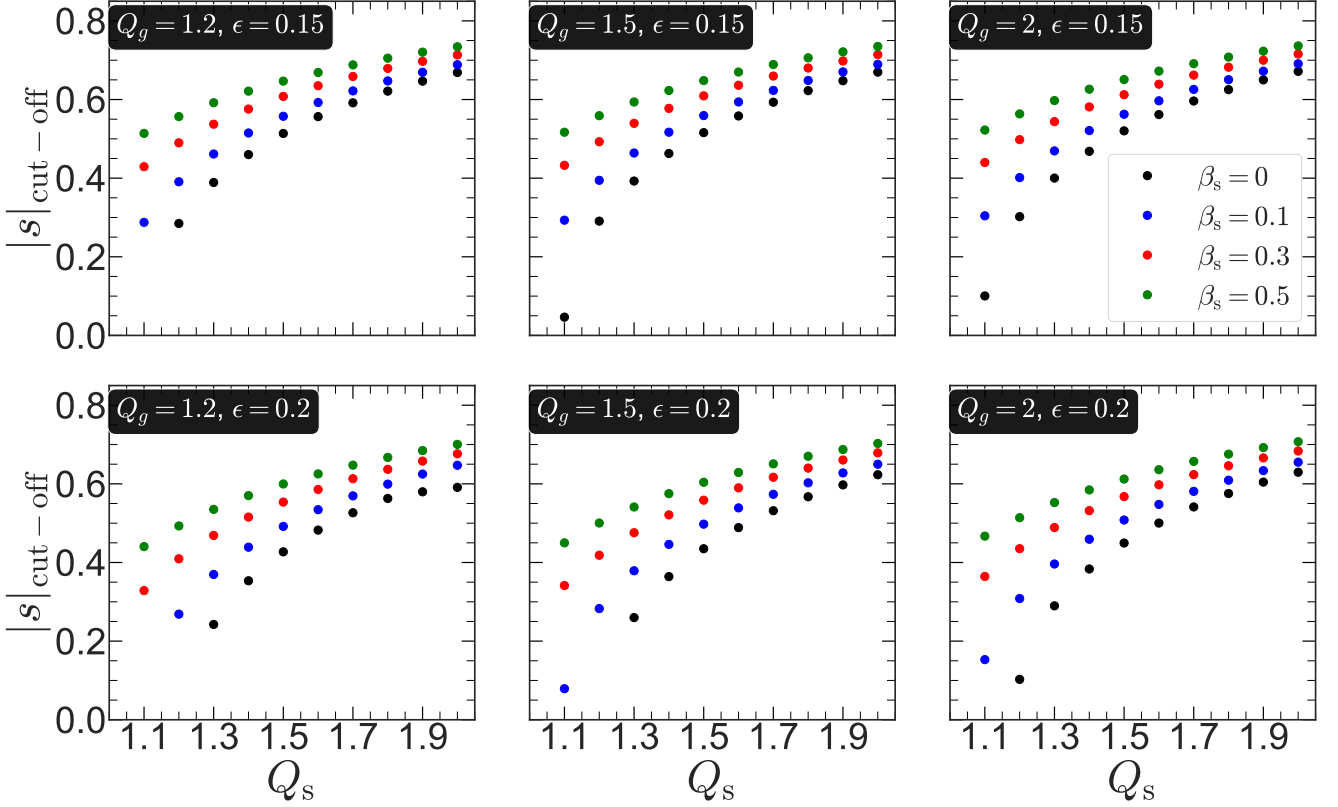 Q_g = 1.2, ϵ = 0.15
Q_g = 1.5, ϵ = 0.15
Q_g = 2, ϵ = 0.15
|s|_cut−off
0.8
0.6
0.4
0.2
0.0
β_s = 0
β_s = 0.1
β_s = 0.3
β_s = 0.5
Q_g = 1.2, ϵ = 0.2
Q_g = 1.5, ϵ = 0.2
Q_g = 2, ϵ = 0.2
|s|_cut−off
0.8
0.6
0.4
0.2
0.0
1.1 1.3 1.5 1.7 1.9
1.1 1.3 1.5 1.7 1.9
1.1 1.3 1.5 1.7 1.9
Q_s
Q_s
Q_s